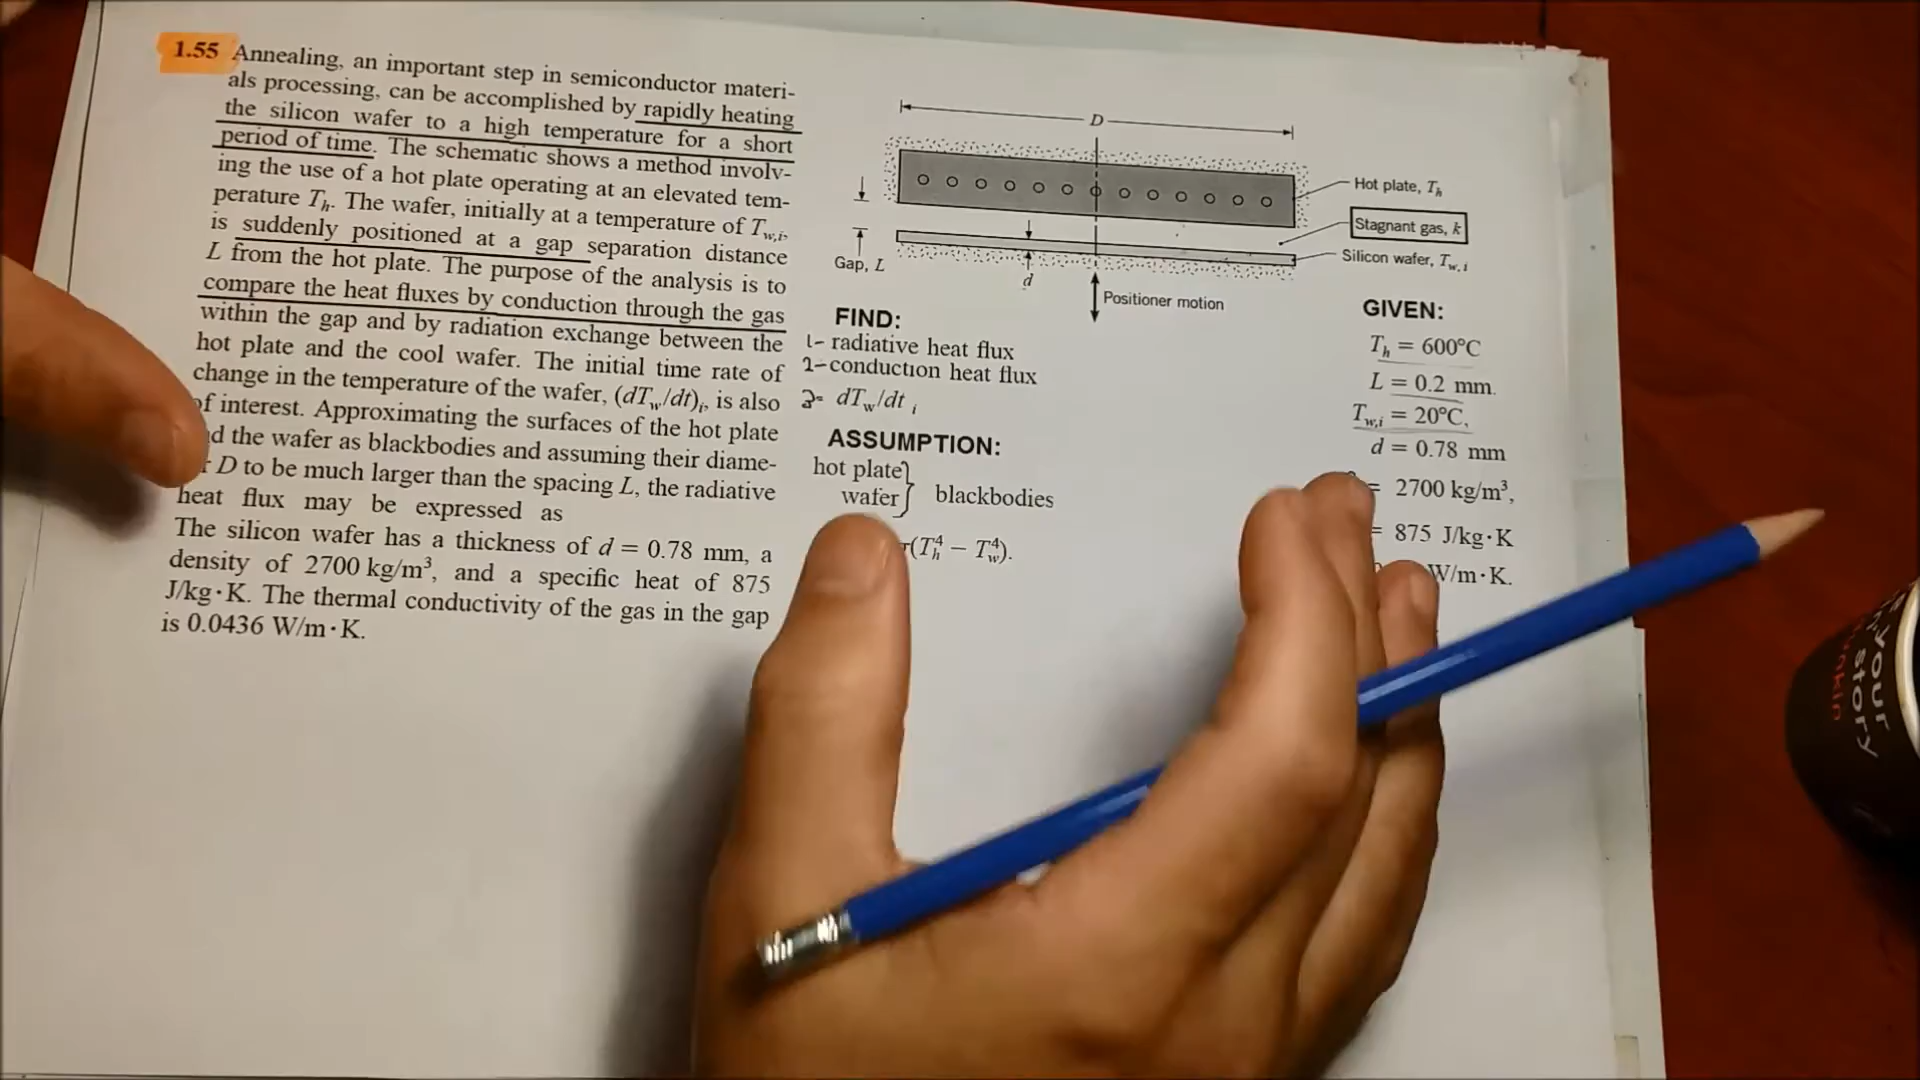 1.55 Annealing, an important step in semiconductor materi-
als processing, can be accomplished by rapidly heating
the silicon wafer to a high temperature for a short
period of time. The schematic shows a method involv-
ing the use of a hot plate operating at an elevated tem-
perature Th. The wafer, initially at a temperature of Tw,i,
is suddenly positioned at a gap separation distance
L from the hot plate. The purpose of the analysis is to
compare the heat fluxes by conduction through the gas
within the gap and by radiation exchange between the
hot plate and the cool wafer. The initial time rate of
change in the temperature of the wafer, (dTw/dt)i, is also
of interest. Approximating the surfaces of the hot plate
the wafer as blackbodies and assuming their diame-
D to be much larger than the spacing L, the radiative
heat flux may be expressed as
The silicon wafer has a thickness of d = 0.78 mm, a
density of 2700 kg/m³, and a specific heat of 875
J/kg·K. The thermal conductivity of the gas in the gap
is 0.0436 W/m·K.
D
Hot plate, Th
Stagnant gas, k
Silicon wafer, Tw,i
Gap, L
d
Positioner motion
FIND:
1- radiative heat flux
2- conduction heat flux
3- dTw/dt i
ASSUMPTION:
hot plate
wafer } blackbodies
(Th⁴ − Tw⁴).
GIVEN:
Th = 600°C
L = 0.2 mm.
Tw,i = 20°C,
d = 0.78 mm
= 2700 kg/m³,
= 875 J/kg·K
W/m·K.
your
story